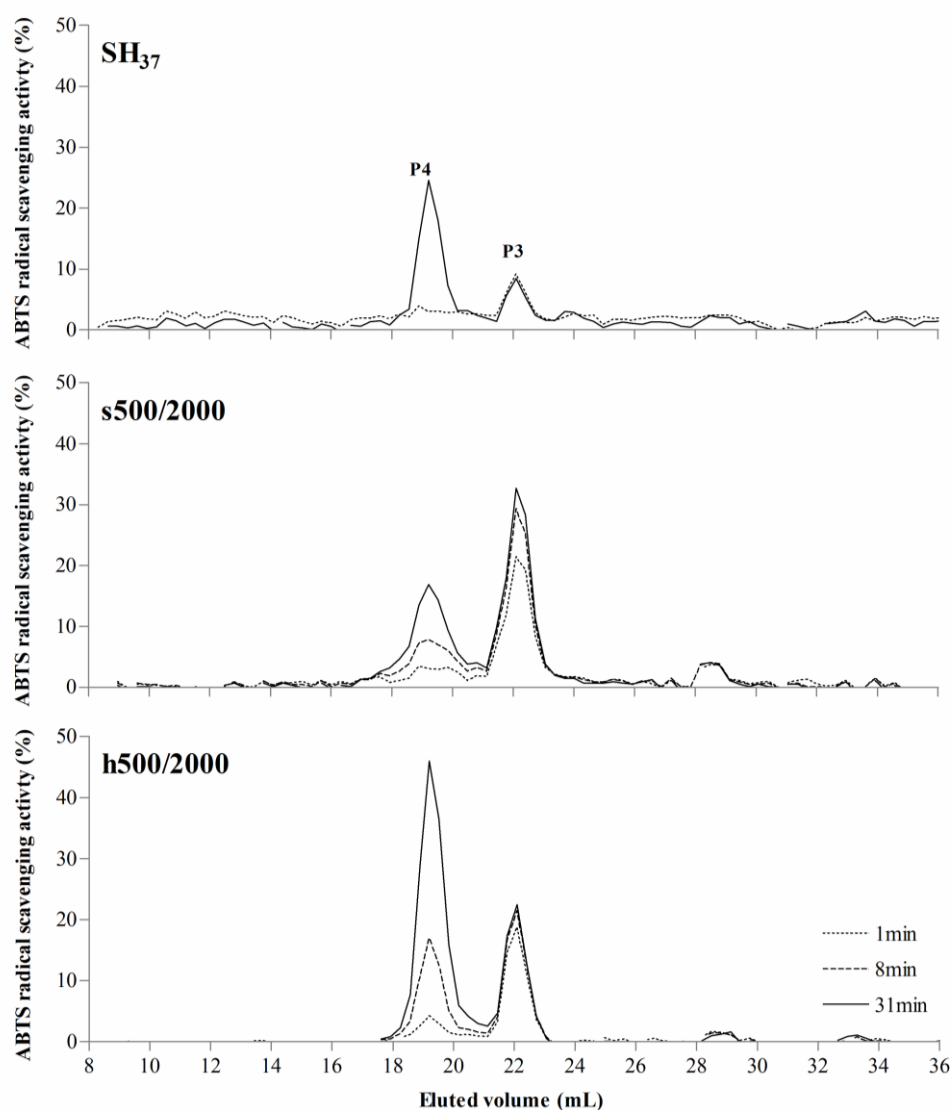 ABTS radical scavenging activty (%)
50
40
30
20
10
0
SH37
P4
P3
ABTS radical scavenging activty (%)
50
40
30
20
10
0
s500/2000
ABTS radical scavenging activty (%)
50
40
30
20
10
0
h500/2000
1min
8min
31min
8 10 12 14 16 18 20 22 24 26 28 30 32 34 36
Eluted volume (mL)